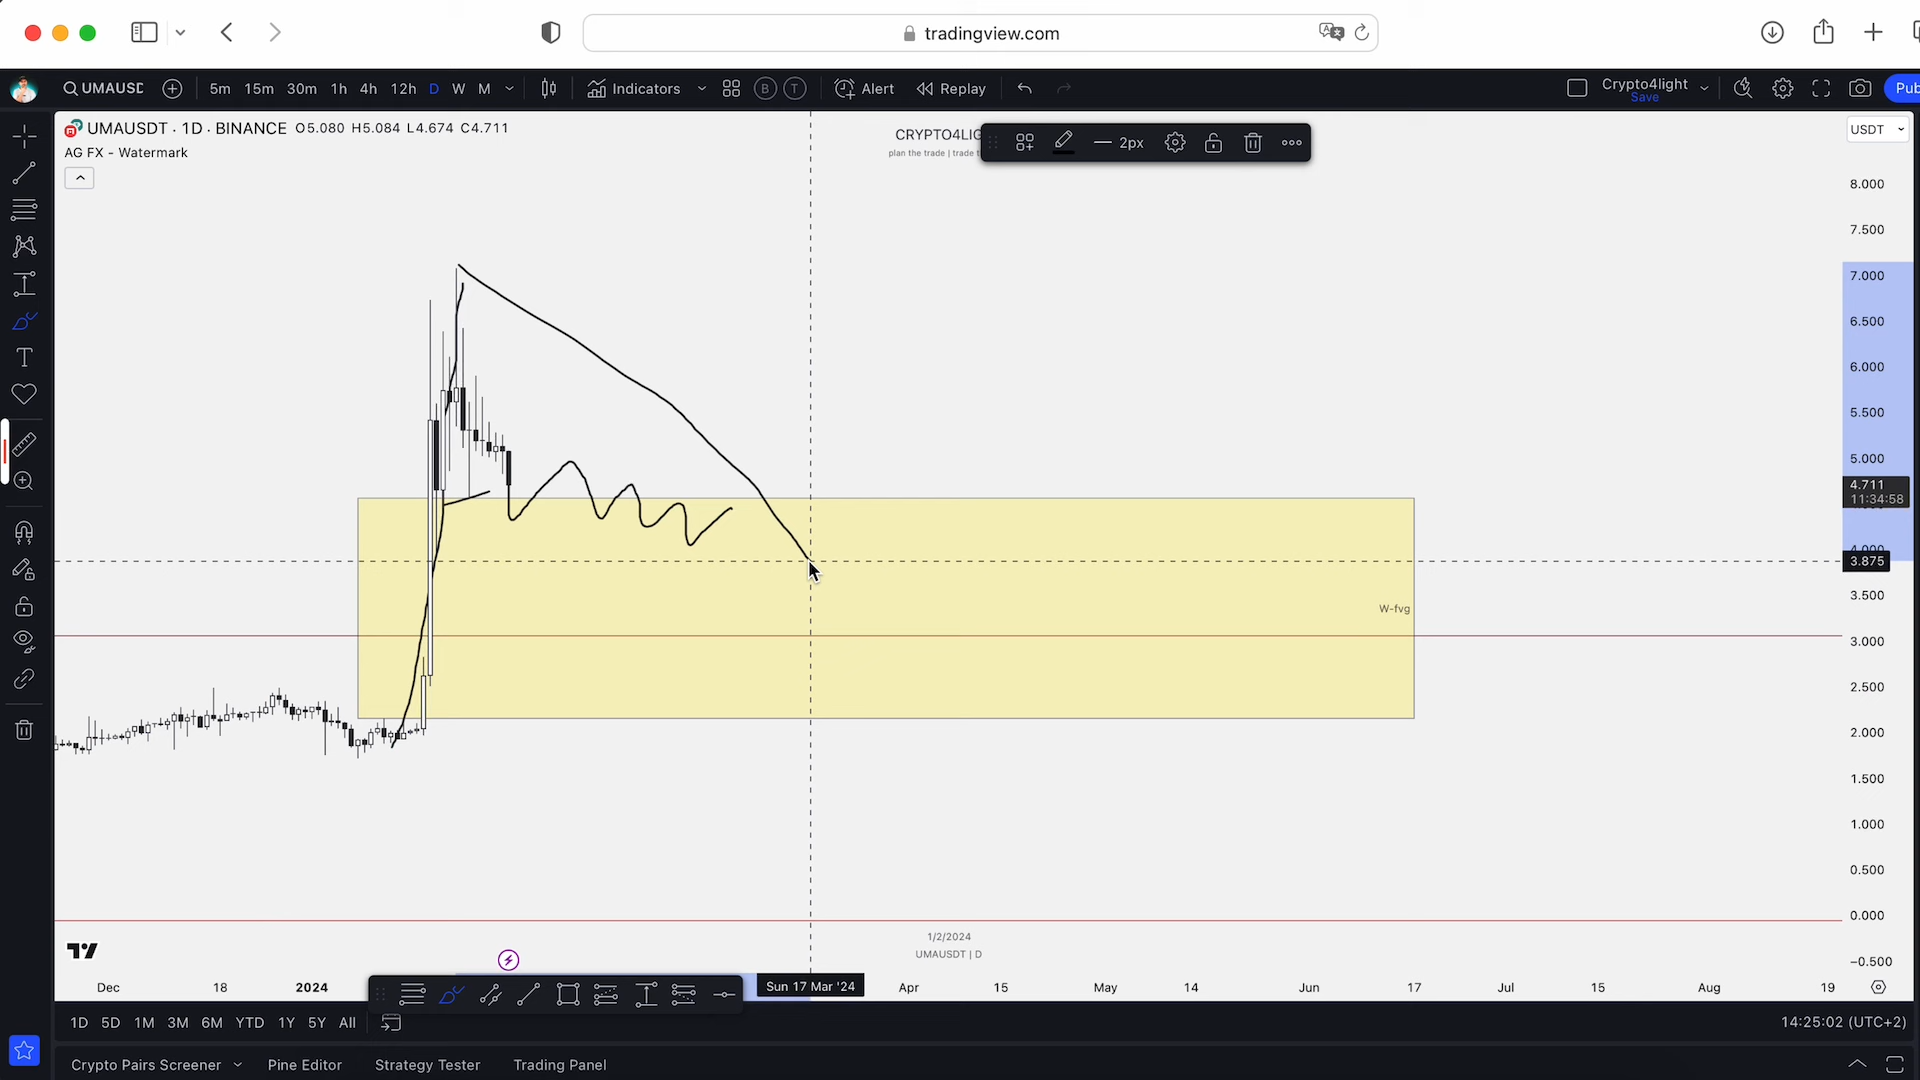 tradingview.com
UMAUSDT
5m 15m 30m 1h 4h 12h D W M Indicators B T Alert Replay
Crypto4light
Save
Pub
UMAUSDT · 1D · BINANCE O5.080 H5.084 L4.674 C4.711
AG FX - Watermark
CRYPTO4LIG
plan the trade | trade t
2px
USDT
8.000
7.500
7.000
6.500
6.000
5.500
5.000
4.711
11:34:58
4.000
3.875
3.500
W-fvg
3.000
2.500
2.000
1.500
1.000
0.500
0.000
−0.500
1/2/2024
UMAUSDT | D
Dec 18 2024 Sun 17 Mar '24 Apr 15 May 14 Jun 17 Jul 15 Aug 19
1D 5D 1M 3M 6M YTD 1Y 5Y All
14:25:02 (UTC+2)
Crypto Pairs Screener Pine Editor Strategy Tester Trading Panel